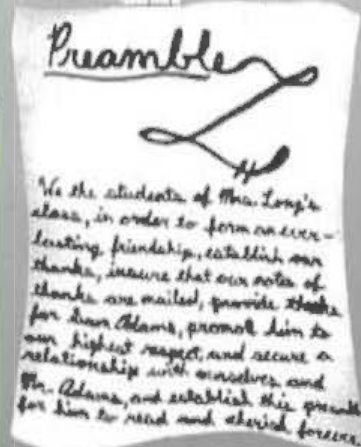 Preamble
We the students of Mrs. Long's
class, in order to form an ever-
lasting friendship, establish our
thanks, insure that our notes of
thanks are mailed, provide thanks
for Sam Adams, promote him to
our highest respect, and secure a
relationship with ourselves and
Mr. Adams, and establish this preamble
for him to read and cherish forever